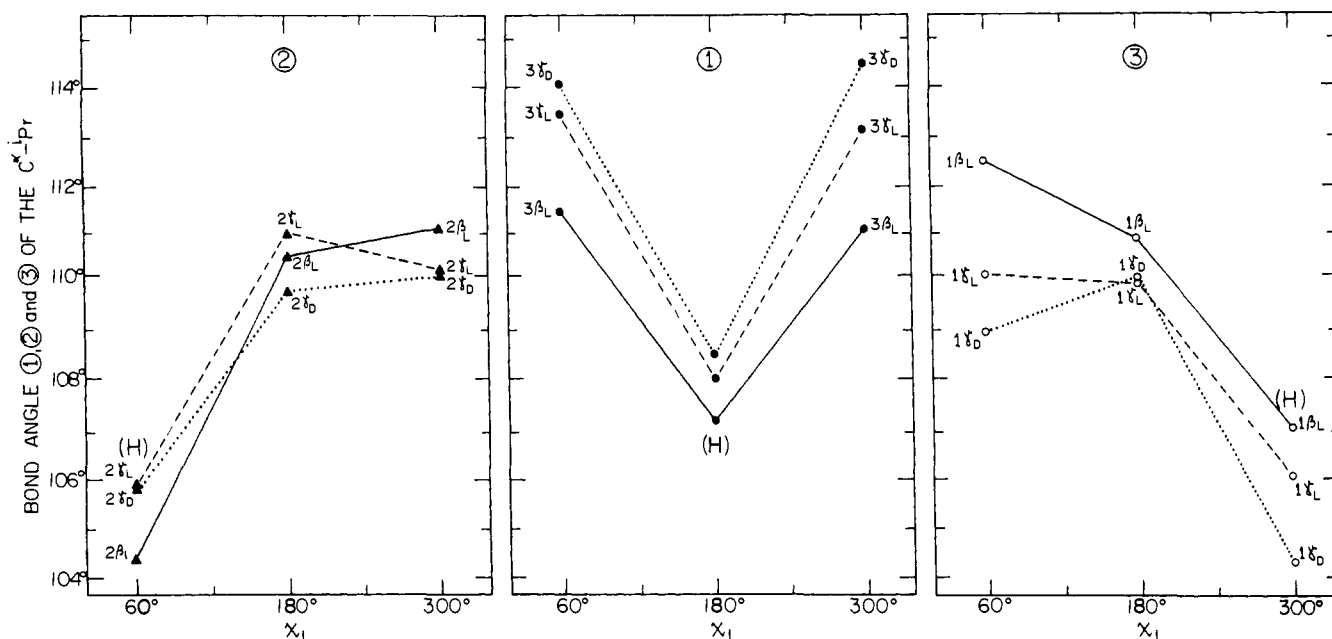 BOND ANGLE ①,② and ③ OF THE Cα-iPr
②
114°
112°
110°
108°
106°
104°
2γL
2βL
2βL
2γL
2γD
2γD
(H)
2γL
2γD
2βL
60° 180° 300°
χ1
①
3γD
3γD
3γL
3γL
3βL
3βL
(H)
60° 180° 300°
χ1
③
1βL
1βL
1γL
1γD
1γL
1γD
(H)
1βL
1γL
1γD
60° 180° 300°
χ1